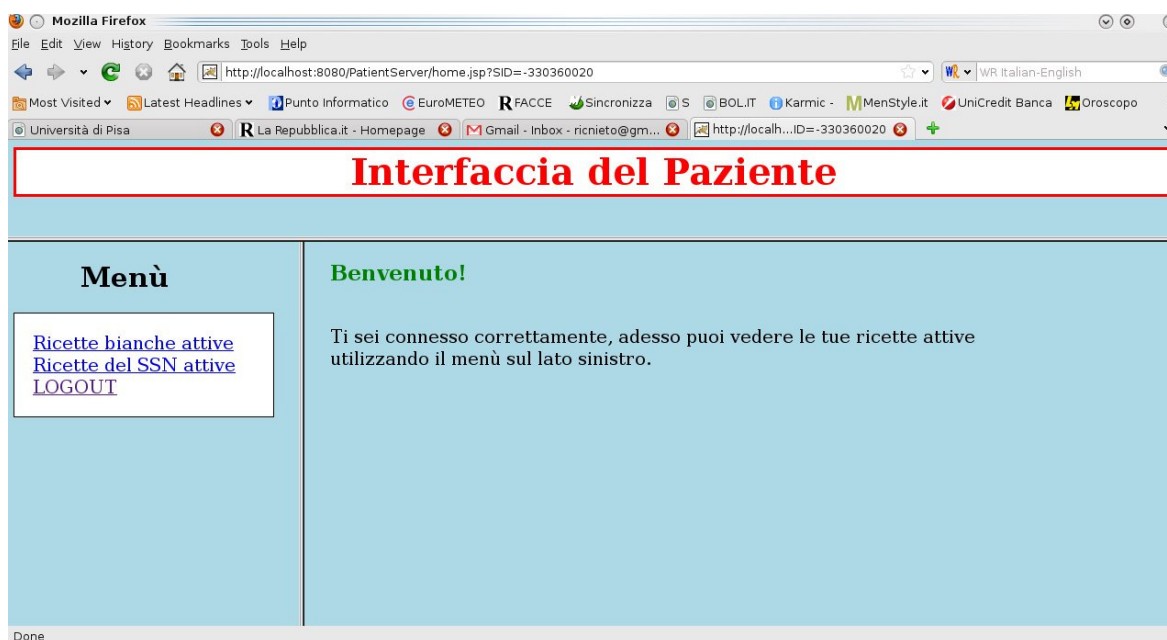 Mozilla Firefox
File Edit View History Bookmarks Tools Help
http://localhost:8080/PatientServer/home.jsp?SID=-330360020 WR Italian-English
Most Visited Latest Headlines Punto Informatico EuroMETEO FACCE Sincronizza S BOL.IT Karmic - MenStyle.it UniCredit Banca Oroscopo
Università di Pisa La Repubblica.it - Homepage Gmail - Inbox - ricnieto@gm... http://localh...ID=-330360020
Interfaccia del Paziente
Menù
Ricette bianche attive
Ricette del SSN attive
LOGOUT
Benvenuto!
Ti sei connesso correttamente, adesso puoi vedere le tue ricette attive
utilizzando il menù sul lato sinistro.
Done